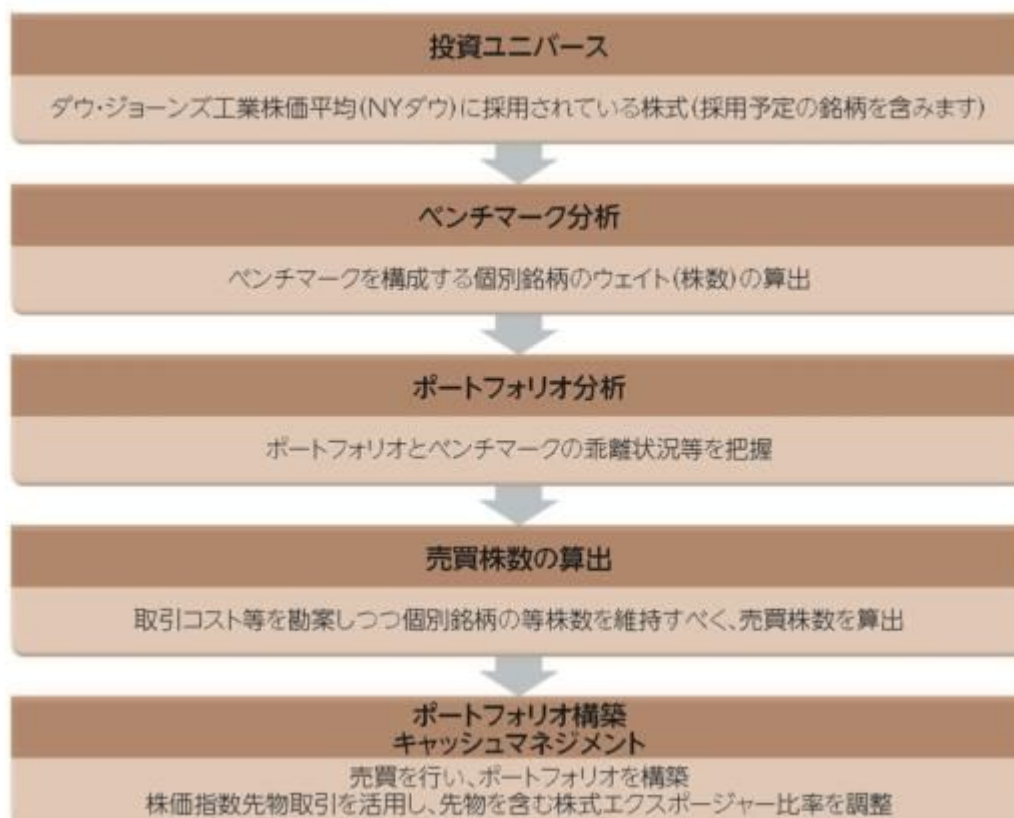 投資ユニバース
ダウ・ジョーンズ工業株価平均(NYダウ)に採用されている株式(採用予定の銘柄を含みます)
ベンチマーク分析
ベンチマークを構成する個別銘柄のウェイト(株数)の算出
ポートフォリオ分析
ポートフォリオとベンチマークの乖離状況等を把握
売買株数の算出
取引コスト等を勘案しつつ個別銘柄の等株数を維持すべく、売買株数を算出
ポートフォリオ構築
キャッシュマネジメント
売買を行い、ポートフォリオを構築
株価指数先物取引を活用し、先物を含む株式エクスポージャー比率を調整